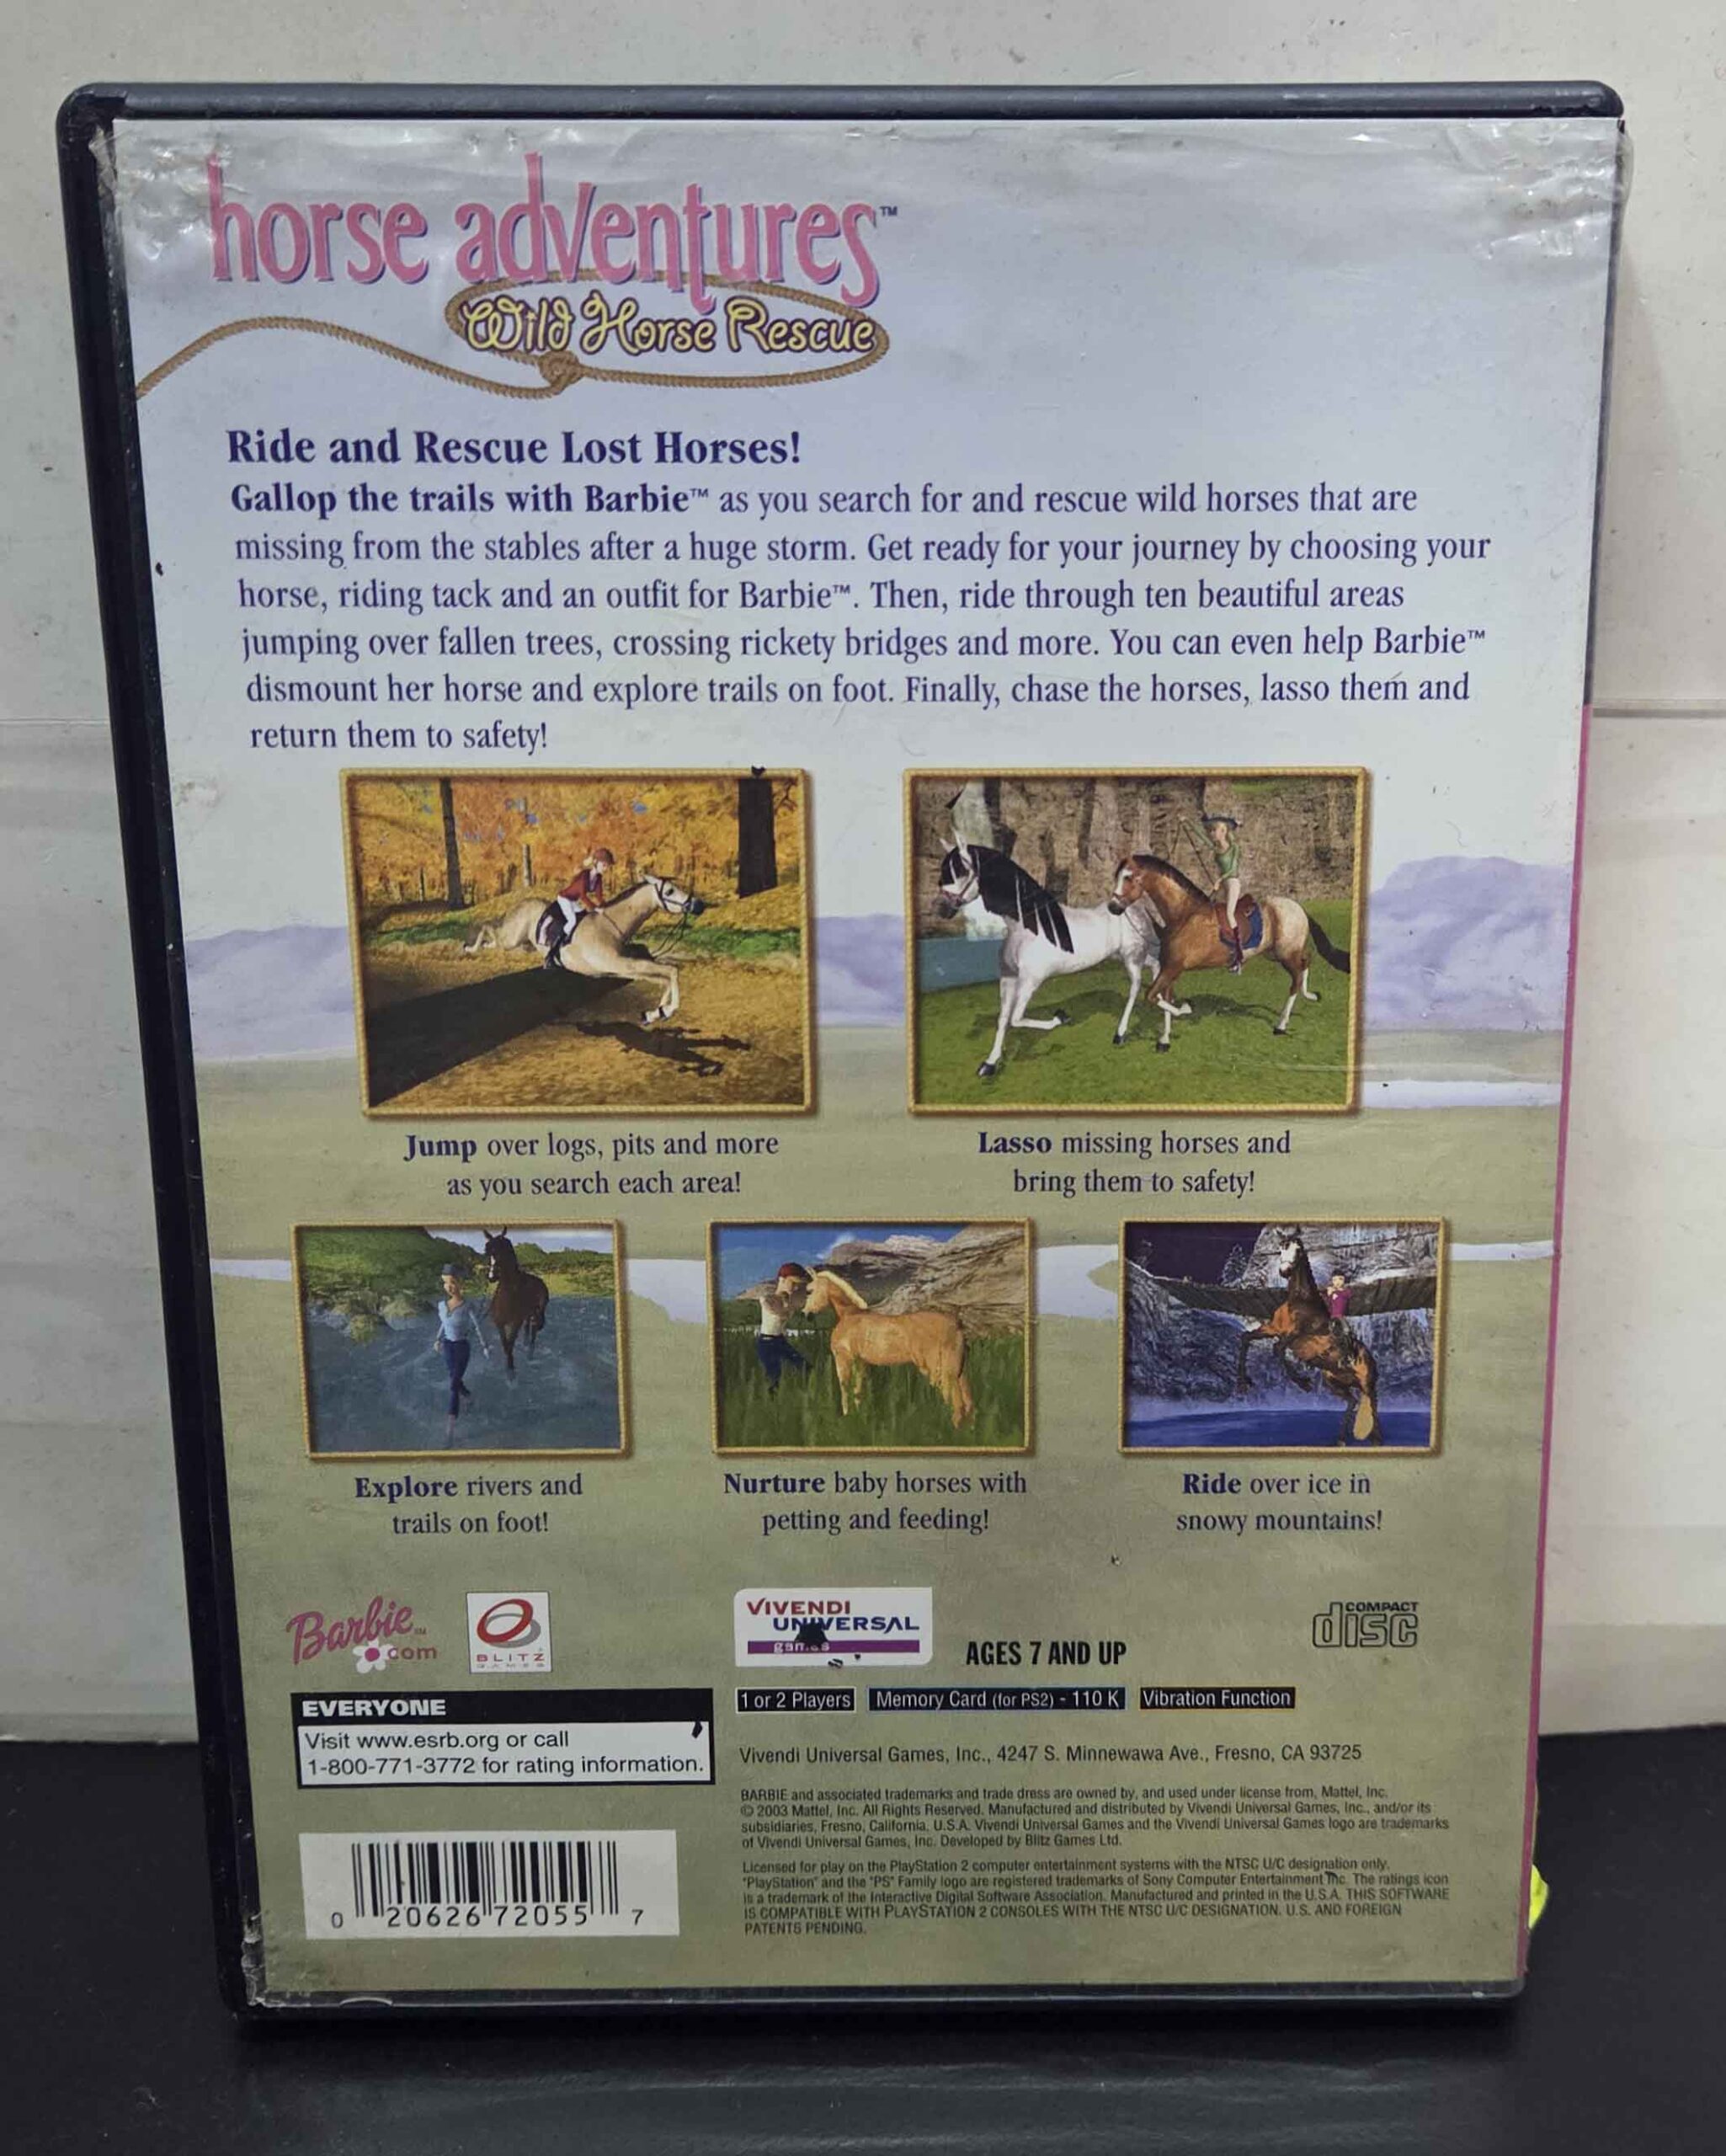 horse adventures™
Wild Horse Rescue
Ride and Rescue Lost Horses!
Gallop the trails with Barbie™ as you search for and rescue wild horses that are
missing from the stables after a huge storm. Get ready for your journey by choosing your
horse, riding tack and an outfit for Barbie™. Then, ride through ten beautiful areas
jumping over fallen trees, crossing rickety bridges and more. You can even help Barbie™
dismount her horse and explore trails on foot. Finally, chase the horses, lasso them and
return them to safety!
Jump over logs, pits and more
as you search each area!
Lasso missing horses and
bring them to safety!
Explore rivers and
trails on foot!
Nurture baby horses with
petting and feeding!
Ride over ice in
snowy mountains!
Barbie™
.com
BLITZ
GAMES
VIVENDI
UNIVERSAL
games
AGES 7 AND UP
COMPACT
disc
EVERYONE
Visit www.esrb.org or call
1-800-771-3772 for rating information.
1 or 2 Players
Memory Card (for PS2) - 110 K
Vibration Function
Vivendi Universal Games, Inc., 4247 S. Minnewawa Ave., Fresno, CA 93725
BARBIE and associated trademarks and trade dress are owned by, and used under license from, Mattel, Inc.
© 2003 Mattel, Inc. All Rights Reserved. Manufactured and distributed by Vivendi Universal Games, Inc., and/or its
subsidiaries, Fresno, California, U.S.A. Vivendi Universal Games and the Vivendi Universal Games logo are trademarks
of Vivendi Universal Games, Inc. Developed by Blitz Games Ltd.
Licensed for play on the PlayStation 2 computer entertainment systems with the NTSC U/C designation only.
"PlayStation" and the "PS" Family logo are registered trademarks of Sony Computer Entertainment Inc. The ratings icon
is a trademark of the Interactive Digital Software Association. Manufactured and printed in the U.S.A. THIS SOFTWARE
IS COMPATIBLE WITH PLAYSTATION 2 CONSOLES WITH THE NTSC U/C DESIGNATION. U.S. AND FOREIGN
PATENTS PENDING.
0 20626 72055 7